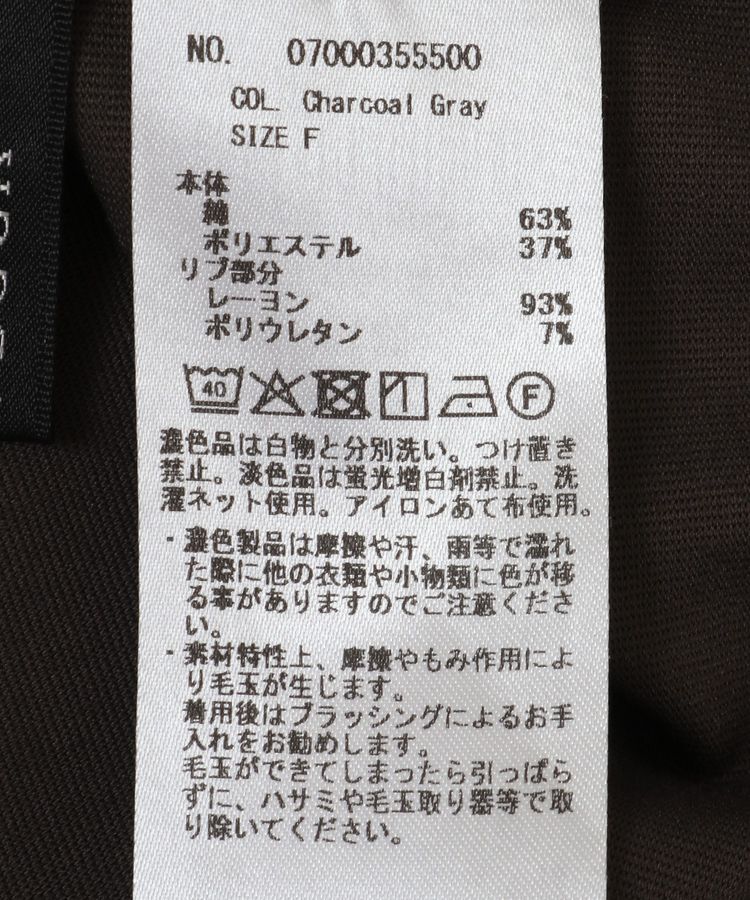 NO. 07000355500
COL. Charcoal Gray
SIZE F
本体
綿 63%
ポリエステル 37%
リブ部分
レーヨン 93%
ポリウレタン 7%
40 F
濃色品は白物と分別洗い。つけ置き
禁止。淡色品は蛍光増白剤禁止。洗
濯ネット使用。アイロンあて布使用。
・濃色製品は摩擦や汗、雨等で濡れ
た際に他の衣類や小物類に色が移
る事がありますのでご注意くださ
い。
・素材特性上、摩擦やもみ作用によ
り毛玉が生じます。
着用後はブラッシングによるお手
入れをお勧めします。
毛玉ができてしまったら引っぱら
ずに、ハサミや毛玉取り器等で取
り除いてください。